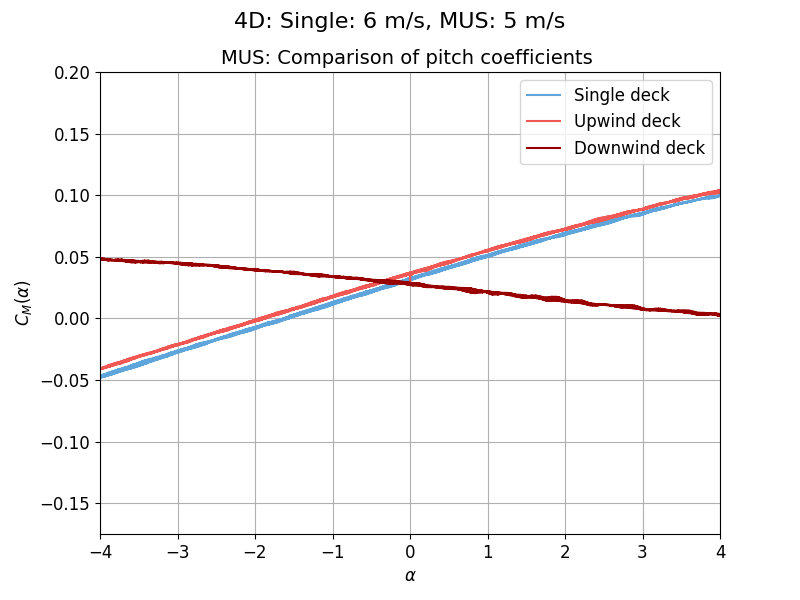 4D: Single: 6 m/s, MUS: 5 m/s
MUS: Comparison of pitch coefficients
Single deck
Upwind deck
Downwind deck
0.20
0.15
0.10
0.05
0.00
−0.05
−0.10
−0.15
C_M(α)
−4 −3 −2 −1 0 1 2 3 4
α